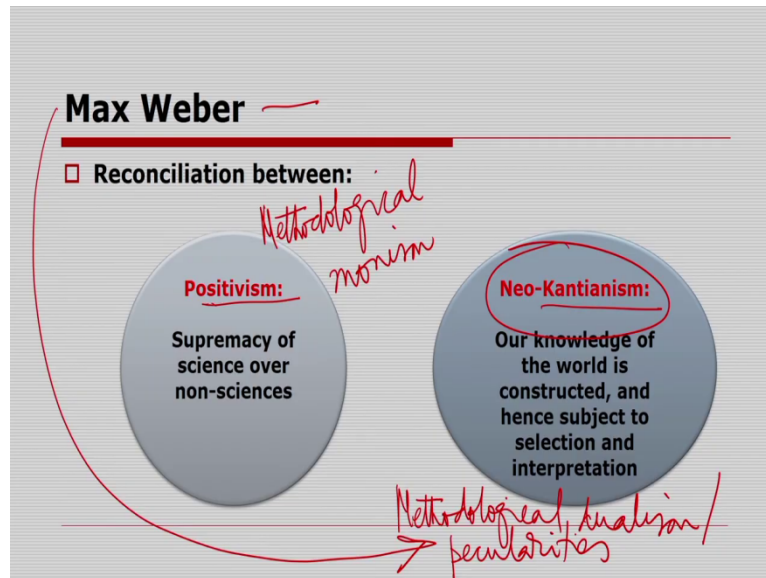 Max Weber
Reconciliation between:
Methodological
monism
Positivism:
Supremacy of
science over
non-sciences
Neo-Kantianism:
Our knowledge of
the world is
constructed, and
hence subject to
selection and
interpretation
Methodological dualism/
pecularities